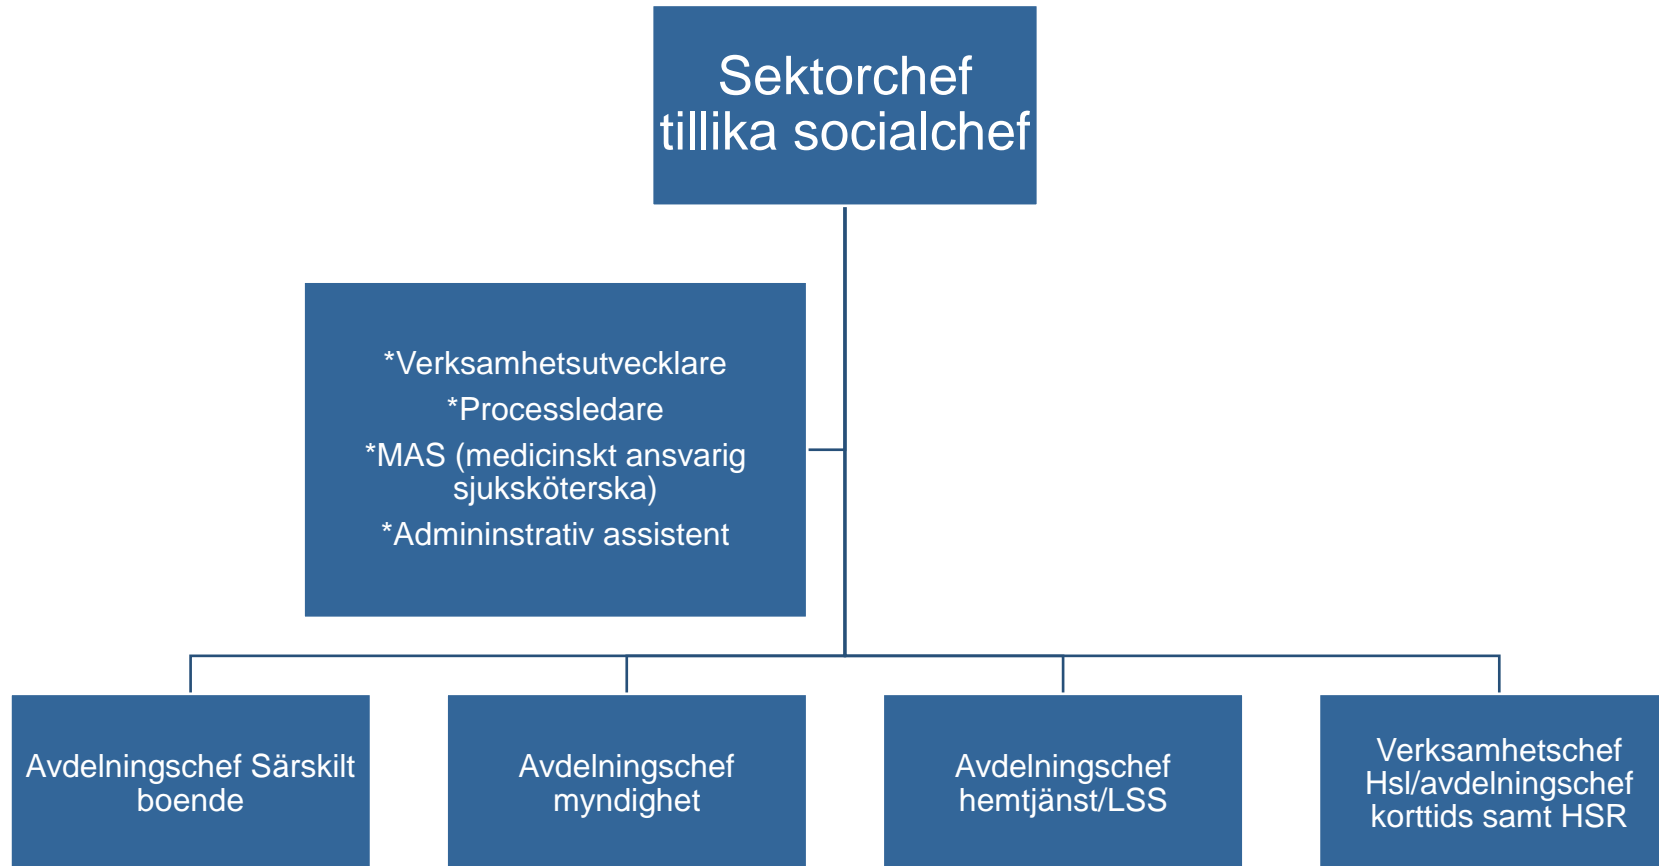 Sektorchef
tillika socialchef
*Verksamhetsutvecklare
*Processledare
*MAS (medicinskt ansvarig
sjuksköterska)
*Admininstrativ assistent
Avdelningschef Särskilt
boende
Avdelningschef
myndighet
Avdelningschef
hemtjänst/LSS
Verksamhetschef
Hsl/avdelningschef
korttids samt HSR